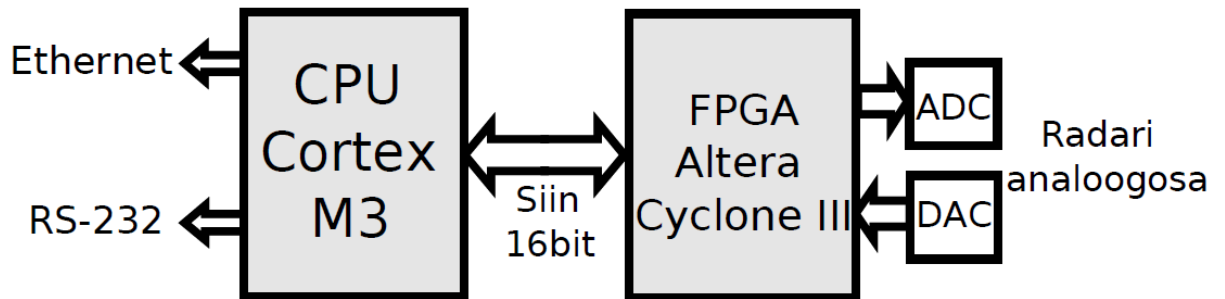 Ethernet
RS-232
CPU
Cortex
M3
Siin
16bit
FPGA
Altera
Cyclone III
ADC
DAC
Radari
analoogosa